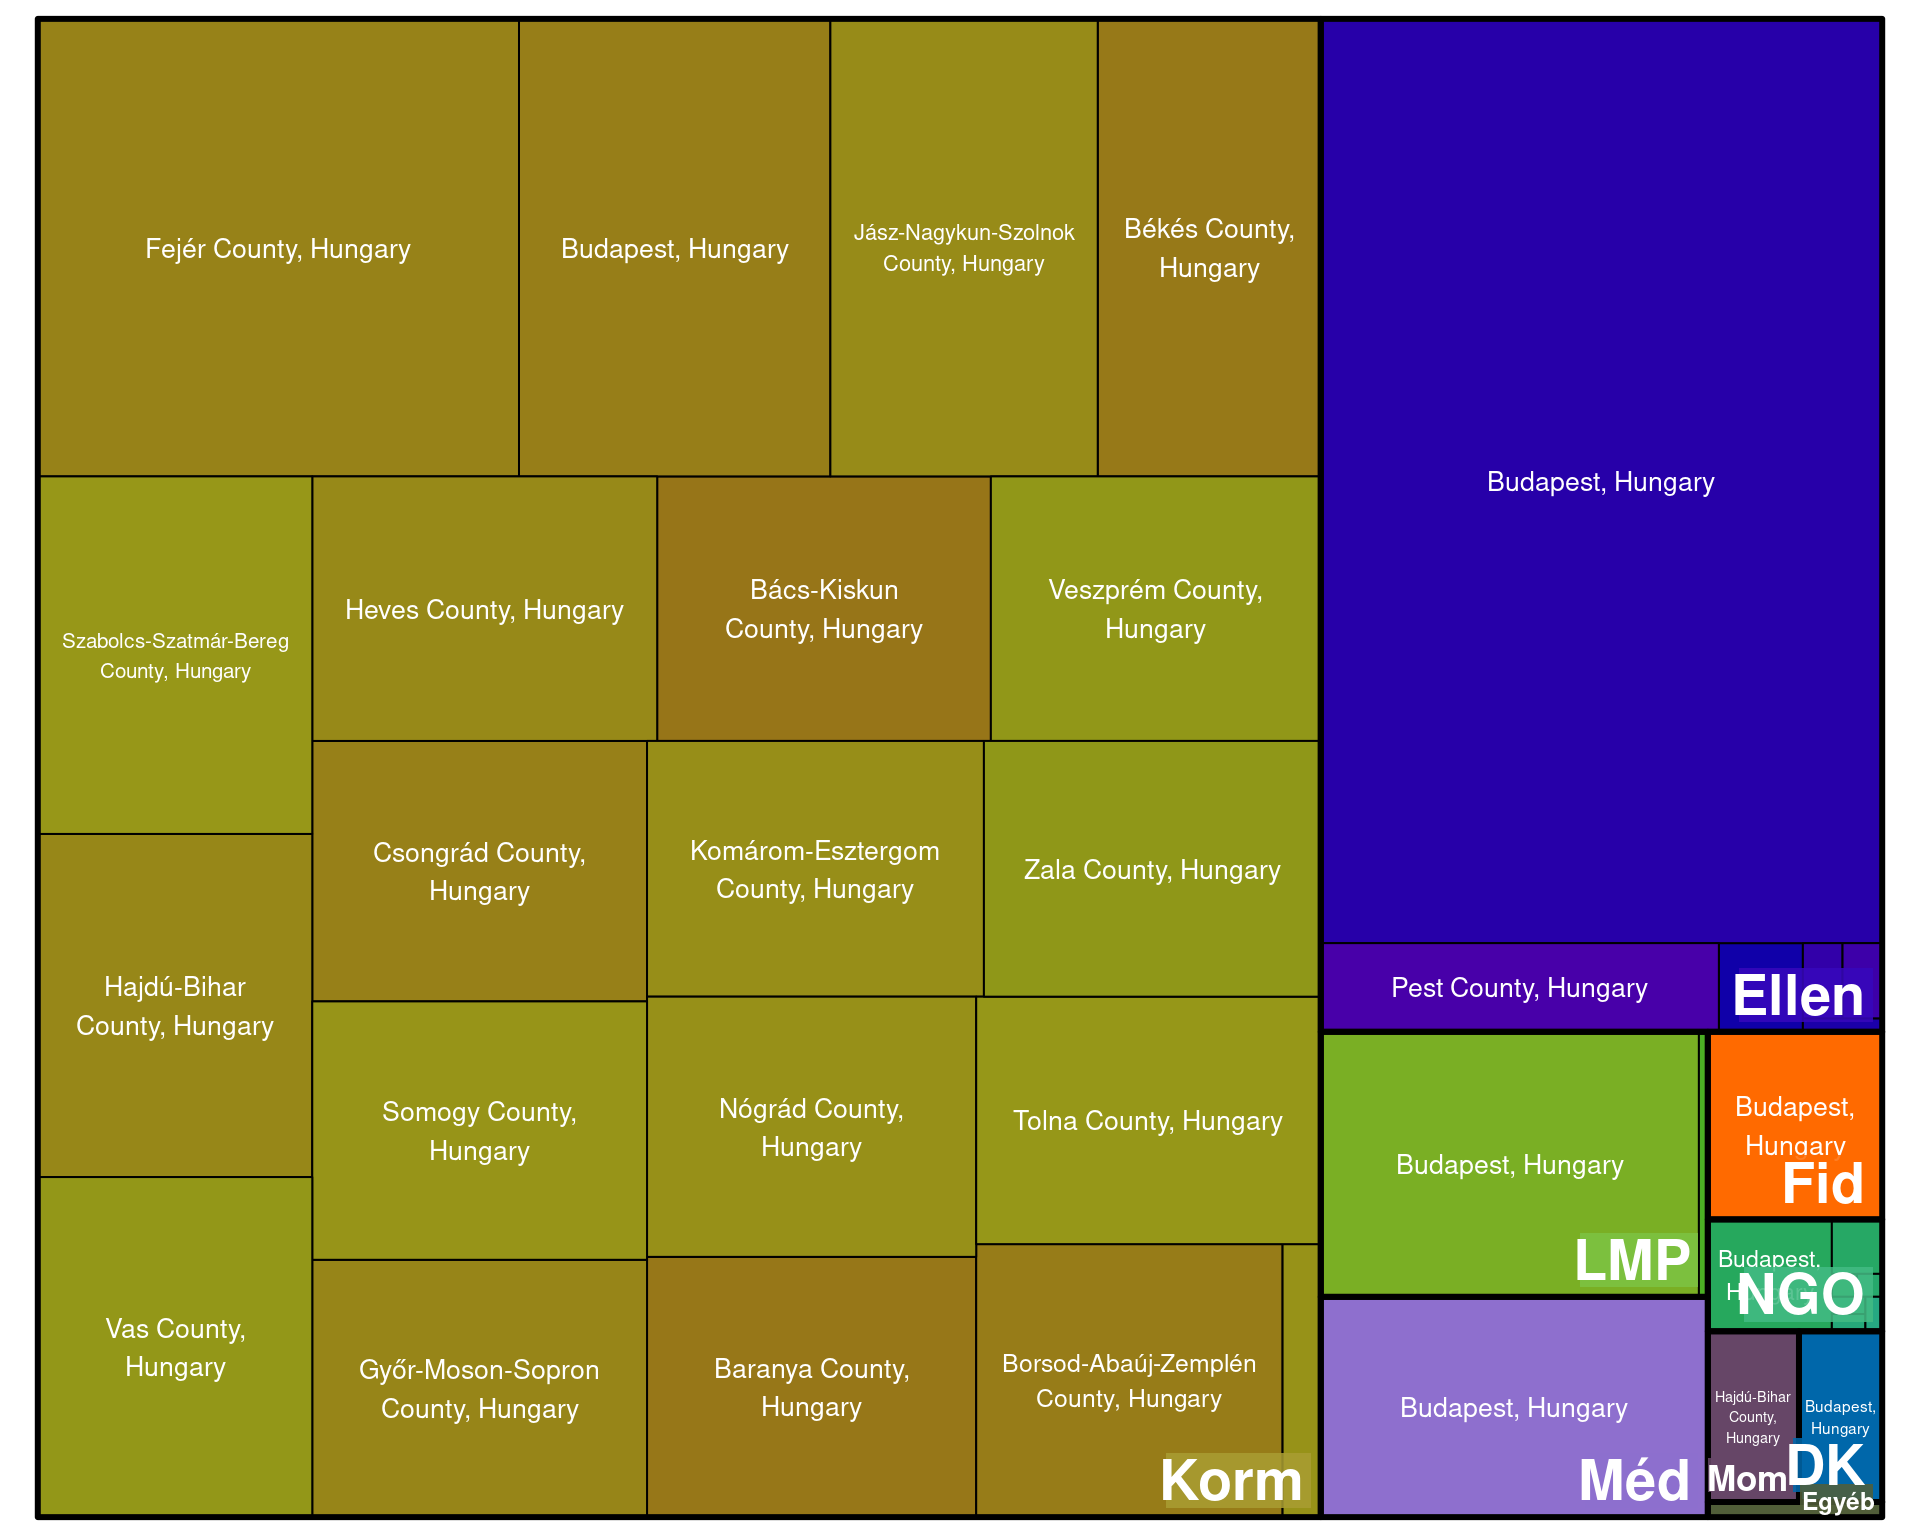 Fejér County, Hungary
Budapest, Hungary
Jász-Nagykun-Szolnok
County, Hungary
Békés County,
Hungary
Szabolcs-Szatmár-Bereg
County, Hungary
Heves County, Hungary
Bács-Kiskun
County, Hungary
Veszprém County,
Hungary
Hajdú-Bihar
County, Hungary
Csongrád County,
Hungary
Komárom-Esztergom
County, Hungary
Zala County, Hungary
Somogy County,
Hungary
Nógrád County,
Hungary
Tolna County, Hungary
Vas County,
Hungary
Győr-Moson-Sopron
County, Hungary
Baranya County,
Hungary
Borsod-Abaúj-Zemplén
County, Hungary
Korm
Budapest, Hungary
Pest County, Hungary
Ellen
Budapest, Hungary
LMP
Budapest,
Hungary
Fid
Budapest,
NGO
Budapest, Hungary
Méd
Hajdú-Bihar
County,
Hungary
Mom
Budapest,
Hungary
DK
Egyéb